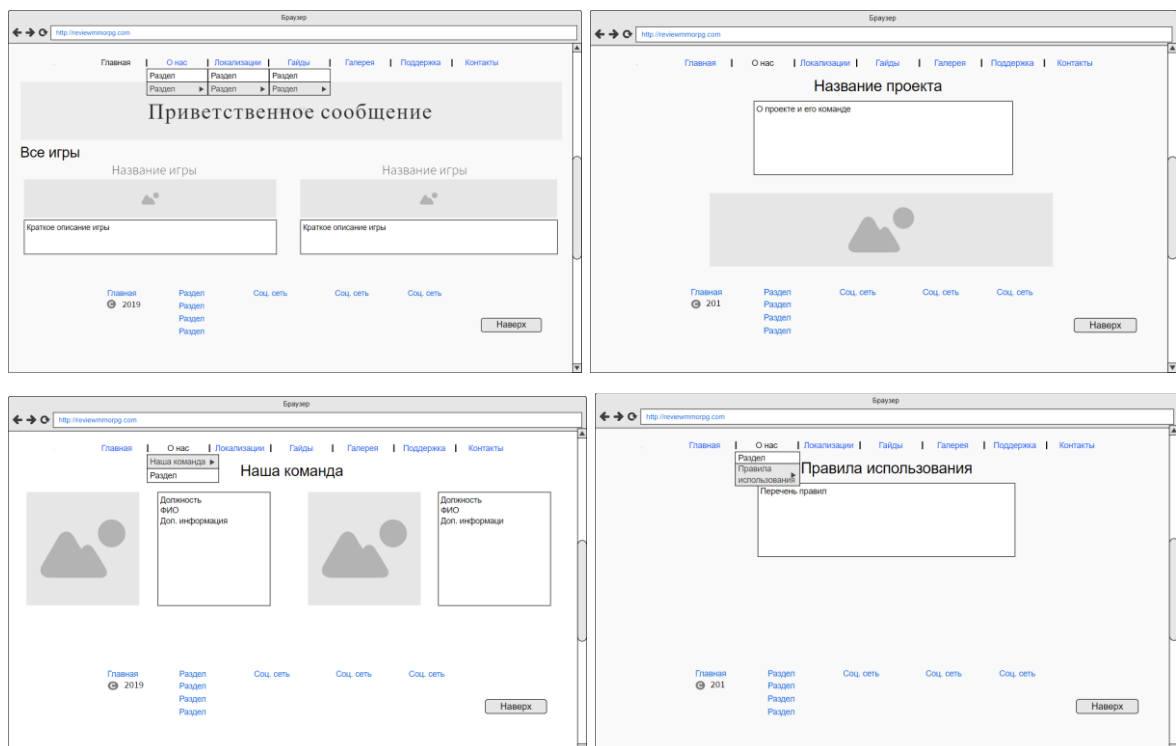 Браузер
http://reviewmmorpg.com
Главная | О нас | Локализации | Гайды | Галерея | Поддержка | Контакты
Раздел Раздел Раздел
Раздел Раздел Раздел
Приветственное сообщение
Все игры
Название игры Название игры
Краткое описание игры Краткое описание игры
Главная Раздел Соц. сеть Соц. сеть Соц. сеть
© 2019 Раздел
Раздел
Раздел
Наверх
Браузер
http://reviewmmorpg.com
Главная | О нас | Локализации | Гайды | Галерея | Поддержка | Контакты
Название проекта
О проекте и его команде
Главная Раздел Соц. сеть Соц. сеть Соц. сеть
© 201 Раздел
Раздел
Раздел
Наверх
Браузер
http://reviewmmorpg.com
Главная | О нас | Локализации | Гайды | Галерея | Поддержка | Контакты
Наша команда
Раздел
Наша команда
Должность Должность
ФИО ФИО
Доп. информация Доп. информаци
Главная Раздел Соц. сеть Соц. сеть Соц. сеть
© 2019 Раздел
Раздел
Раздел
Наверх
Браузер
http://reviewmmorpg.com
Главная | О нас | Локализации | Гайды | Галерея | Поддержка | Контакты
Раздел
Правила
использования
Правила использования
Перечень правил
Главная Раздел Соц. сеть Соц. сеть Соц. сеть
© 201 Раздел
Раздел
Раздел
Наверх